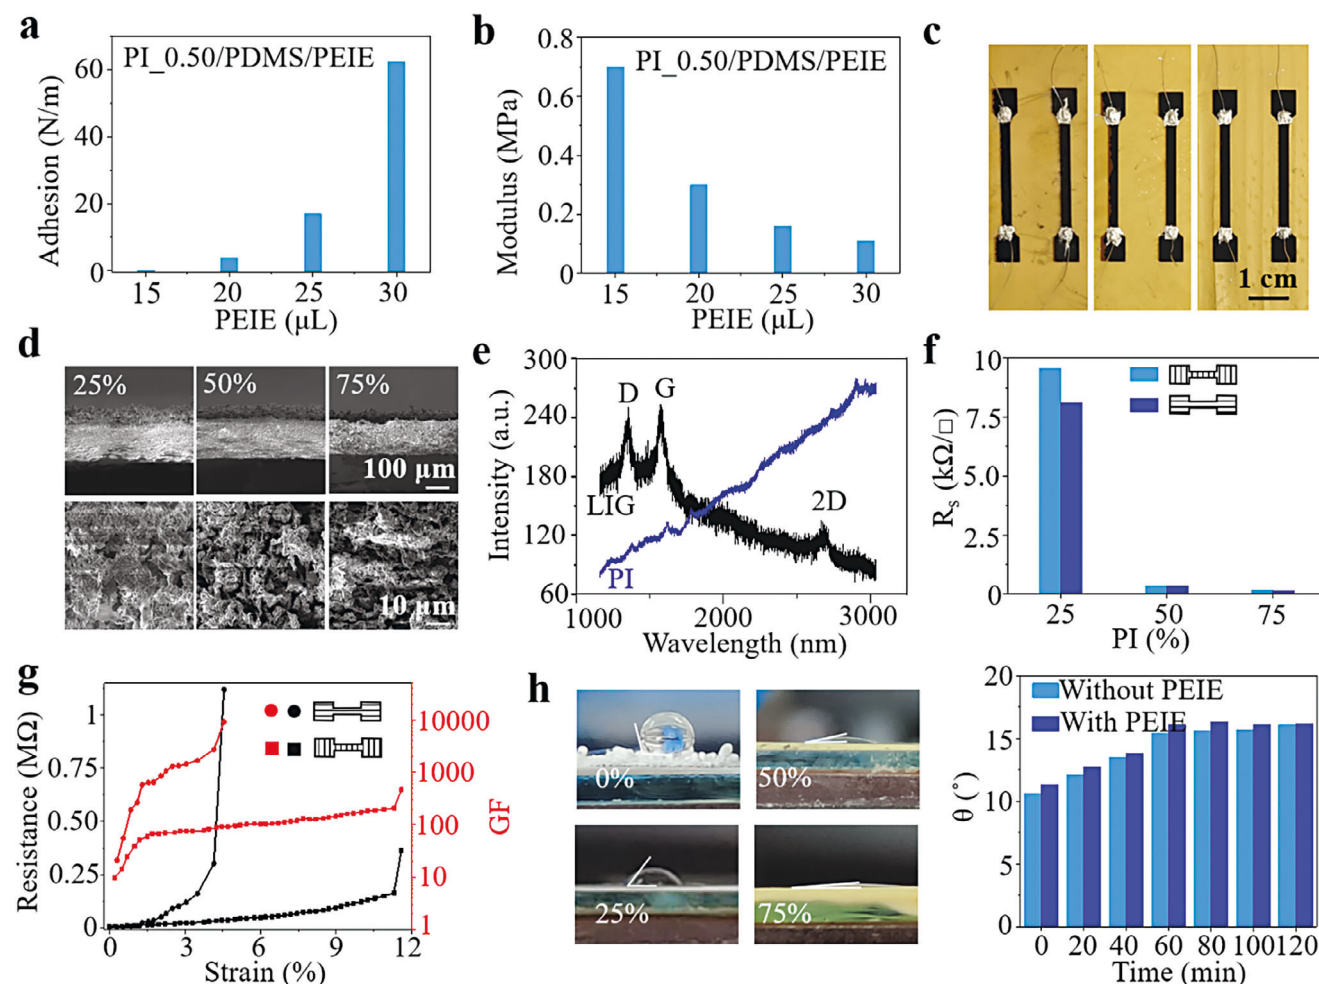 a
PI_0.50/PDMS/PEIE
Adhesion (N/m)
60
40
20
0
15 20 25 30
PEIE (μL)
b
PI_0.50/PDMS/PEIE
Modulus (MPa)
0.8
0.6
0.4
0.2
0
15 20 25 30
PEIE (μL)
c
1 cm
d
25% 50% 75%
100 μm
10 μm
e
Intensity (a.u.)
300
240
180
120
60
D G
2D
LIG
PI
1000 2000 3000
Wavelength (nm)
f
Rs (kΩ/□)
10
7.5
5.0
2.5
0
25 50 75
PI (%)
g
Resistance (MΩ)
1
0.75
0.50
0.25
0
10000
1000
100
10
1
GF
0 3 6 9 12
Strain (%)
h
0% 50%
25% 75%
Without PEIE
With PEIE
θ (°)
20
15
10
5
0
0 20 40 60 80 100 120
Time (min)